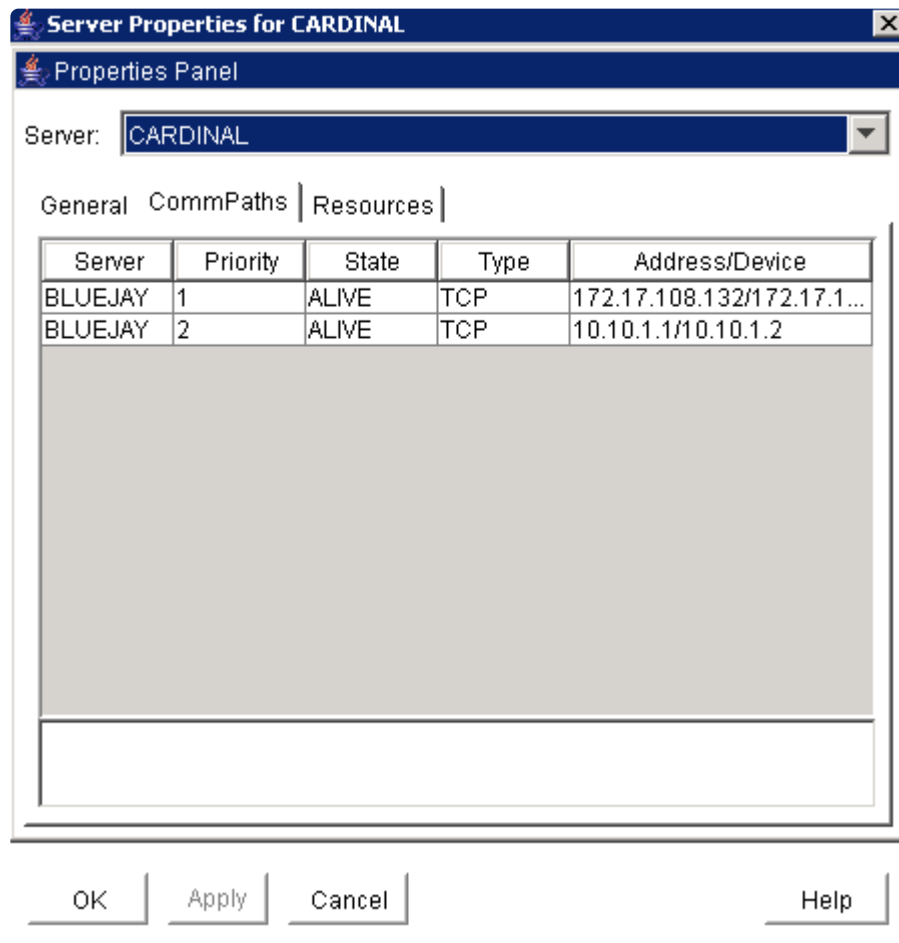 Server Properties for CARDINAL
Properties Panel
Server: CARDINAL
General CommPaths Resources
Server Priority State Type Address/Device
BLUEJAY 1 ALIVE TCP 172.17.108.132/172.17.1...
BLUEJAY 2 ALIVE TCP 10.10.1.1/10.10.1.2
OK Apply Cancel Help